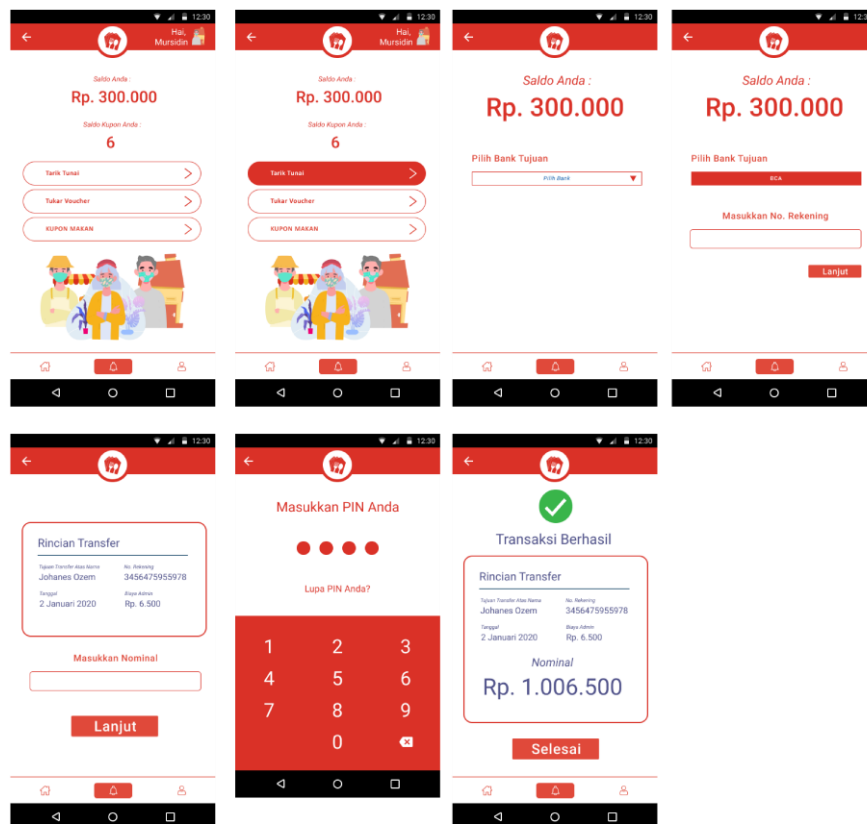 12:30
Hai,
Mursidin
Saldo Anda :
Rp. 300.000
Saldo Kupon Anda :
6
Tarik Tunai
Tukar Voucher
KUPON MAKAN
12:30
Hai,
Mursidin
Saldo Anda :
Rp. 300.000
Saldo Kupon Anda :
6
Tarik Tunai
Tukar Voucher
KUPON MAKAN
12:30
Saldo Anda :
Rp. 300.000
Pilih Bank Tujuan
Pilih Bank
12:30
Saldo Anda :
Rp. 300.000
Pilih Bank Tujuan
BCA
Masukkan No. Rekening
Lanjut
12:30
Rincian Transfer
Tujuan Transfer Atas Nama No. Rekening
Johanes Ozem 3456475955978
Tanggal Biaya Admin
2 Januari 2020 Rp. 6.500
Masukkan Nominal
Lanjut
12:30
Masukkan PIN Anda
Lupa PIN Anda?
1 2 3
4 5 6
7 8 9
0
12:30
Transaksi Berhasil
Rincian Transfer
Tujuan Transfer Atas Nama No. Rekening
Johanes Ozem 3456475955978
Tanggal Biaya Admin
2 Januari 2020 Rp. 6.500
Nominal
Rp. 1.006.500
Selesai